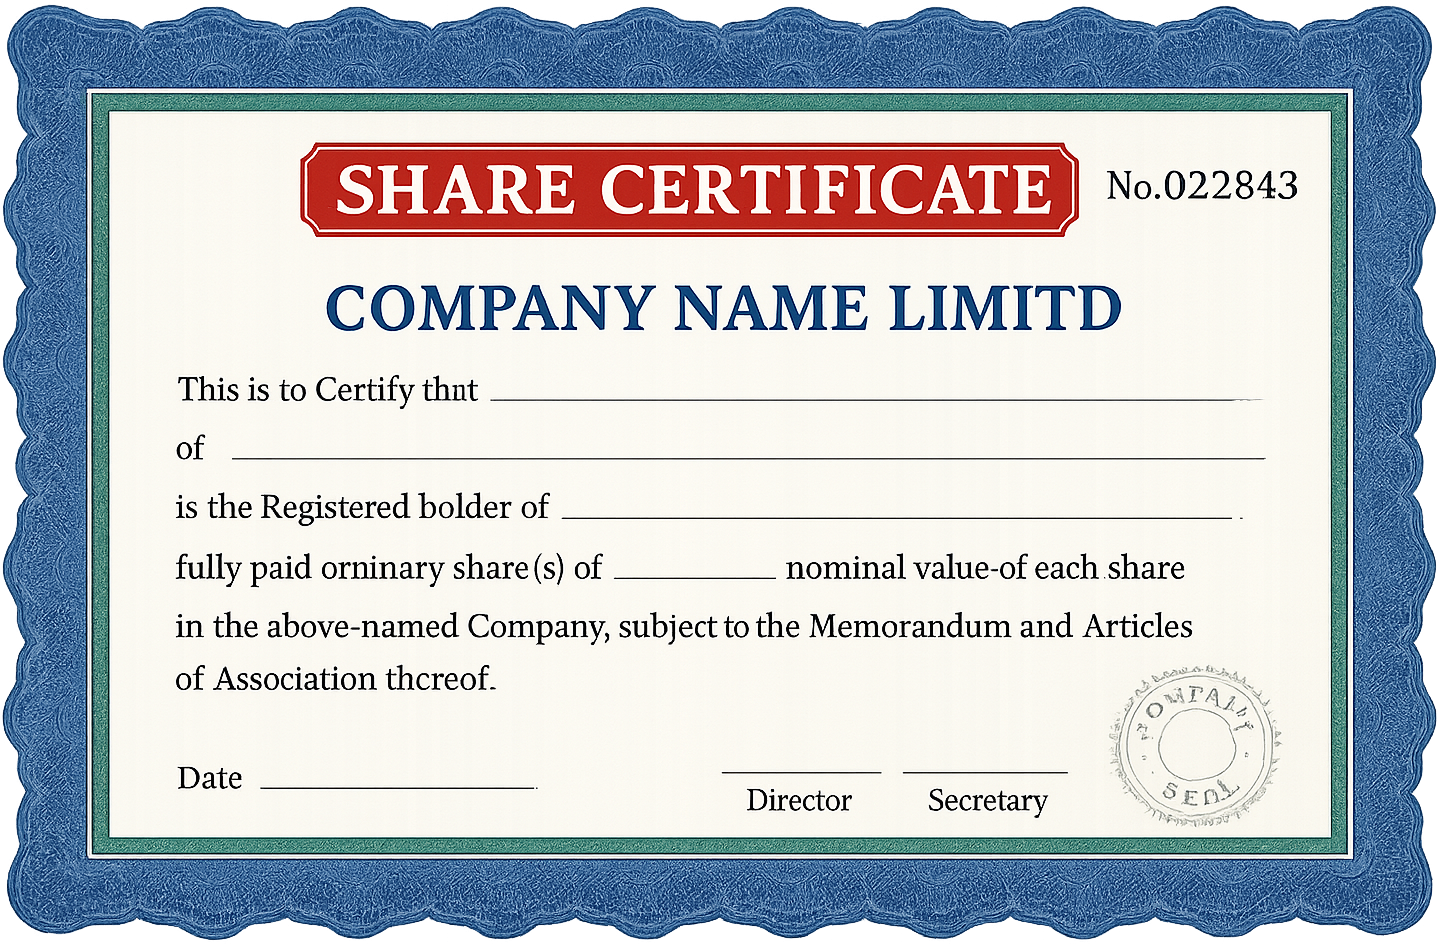 SHARE CERTIFICATE
No.022843
COMPANY NAME LIMITD
This is to Certify thnt
of
is the Registered bolder of
fully paid orninary share(s) of nominal value-of each share
in the above-named Company, subject to the Memorandum and Articles
of Association thcreof.
Date
Director Secretary